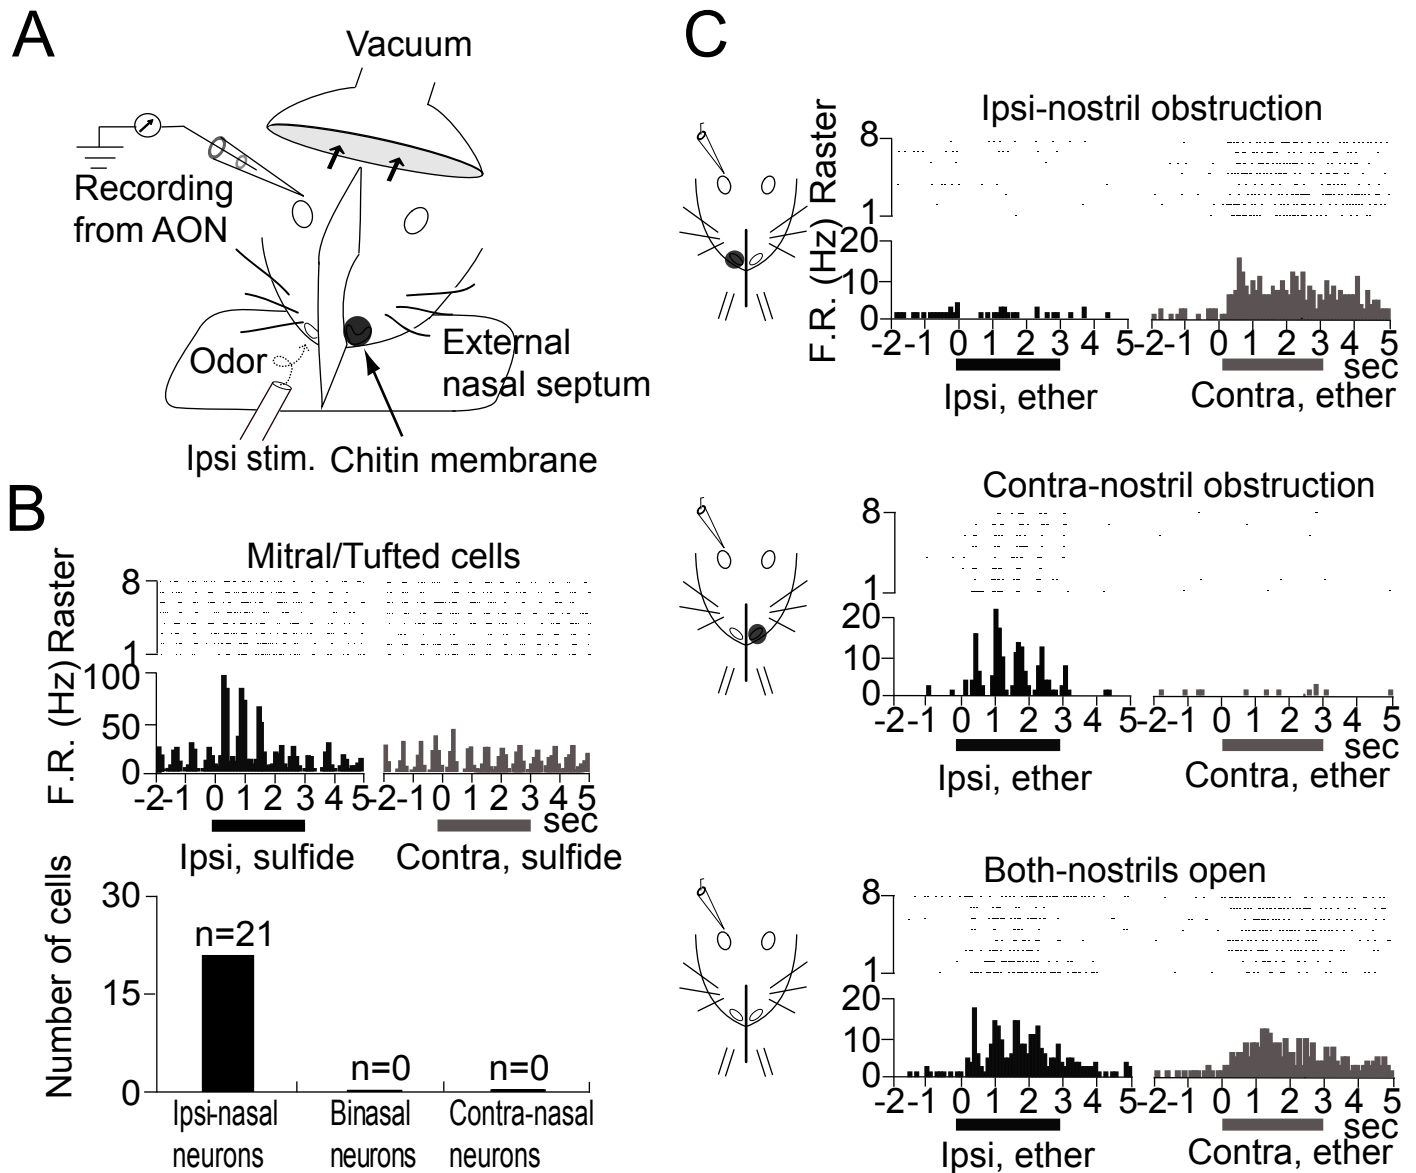 A
Vacuum
Recording
from AON
Odor
External
nasal septum
Ipsi stim.
Chitin membrane
B
Mitral/Tufted cells
Raster
8
1
F.R. (Hz)
100
50
0
-2 -1 0 1 2 3 4 5
-2 -1 0 1 2 3 4 5
sec
Ipsi, sulfide
Contra, sulfide
Number of cells
30
15
0
n=21
n=0
n=0
Ipsi-nasal
neurons
Binasal
neurons
Contra-nasal
neurons
C
Ipsi-nostril obstruction
Raster
8
1
F.R. (Hz)
20
10
0
-2 -1 0 1 2 3 4 5
-2 -1 0 1 2 3 4 5
sec
Ipsi, ether
Contra, ether
Contra-nostril obstruction
8
1
20
10
0
-2 -1 0 1 2 3 4 5
-2 -1 0 1 2 3 4 5
sec
Ipsi, ether
Contra, ether
Both-nostrils open
8
1
20
10
0
-2 -1 0 1 2 3 4 5
-2 -1 0 1 2 3 4 5
sec
Ipsi, ether
Contra, ether